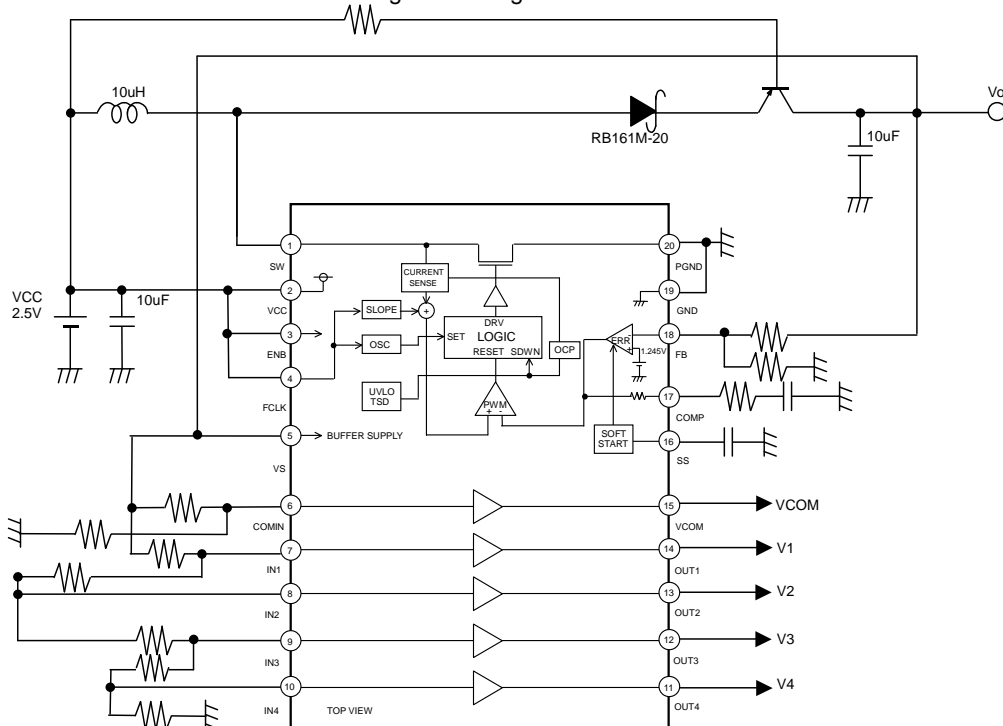 10uH
RB161M-20
Vo
10uF
VCC
2.5V
10uF
1
SW
2
VCC
3
ENB
4
FCLK
5
VS
6
COMIN
7
IN1
8
IN2
9
IN3
10
IN4
CURRENT
SENSE
SLOPE
+
OSC
SET
DRV
LOGIC
RESET SDWN
OCP
UVLO
TSD
PWM
+ -
ERR
-
+
1.245V
SOFT
START
BUFFER SUPPLY
TOP VIEW
20
PGND
19
GND
18
FB
17
COMP
16
SS
15
VCOM
14
OUT1
13
OUT2
12
OUT3
11
OUT4
VCOM
V1
V2
V3
V4